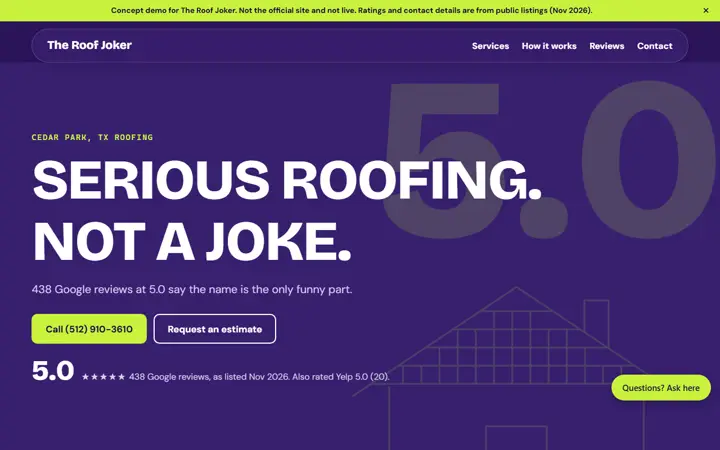 Concept demo for The Roof Joker. Not the official site and not live. Ratings and contact details are from public listings (Nov 2026). ✕
The Roof Joker Services How it works Reviews Contact
5.0
CEDAR PARK, TX ROOFING
SERIOUS ROOFING.
NOT A JOKE.
438 Google reviews at 5.0 say the name is the only funny part.
Call (512) 910-3610 Request an estimate
5.0 ★★★★★ 438 Google reviews, as listed Nov 2026. Also rated Yelp 5.0 (20).
Questions? Ask here